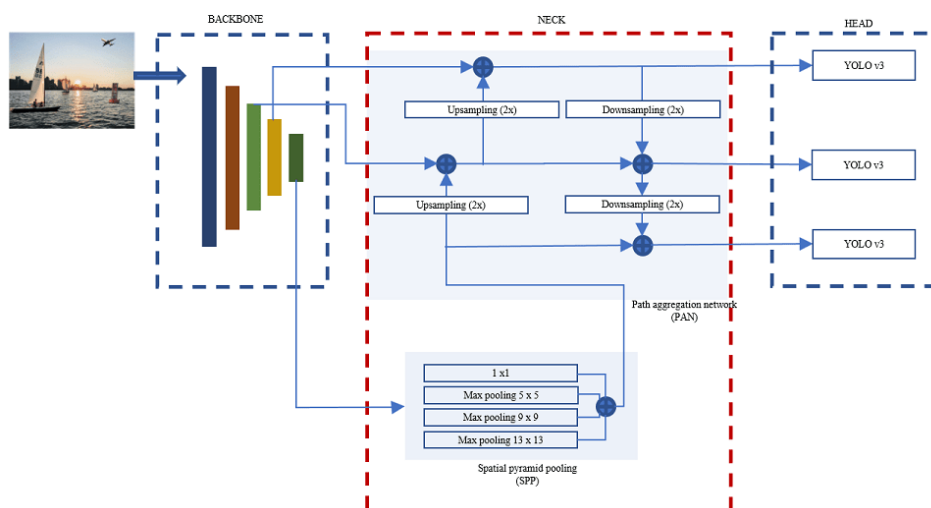 BACKBONE
NECK
HEAD
YOLO v3
Upsampling (2x)
Downsampling (2x)
YOLO v3
Upsampling (2x)
Downsampling (2x)
YOLO v3
Path aggregation network
(PAN)
1 x1
Max pooling 5 x 5
Max pooling 9 x 9
Max pooling 13 x 13
Spatial pyramid pooling
(SPP)